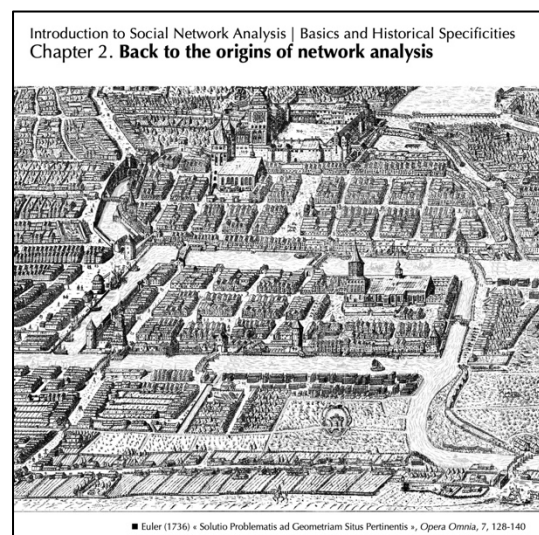 Introduction to Social Network Analysis | Basics and Historical Specificities
Chapter 2. Back to the origins of network analysis
■ Euler (1736) « Solutio Problematis ad Geometriam Situs Pertinentis », Opera Omnia, 7, 128-140